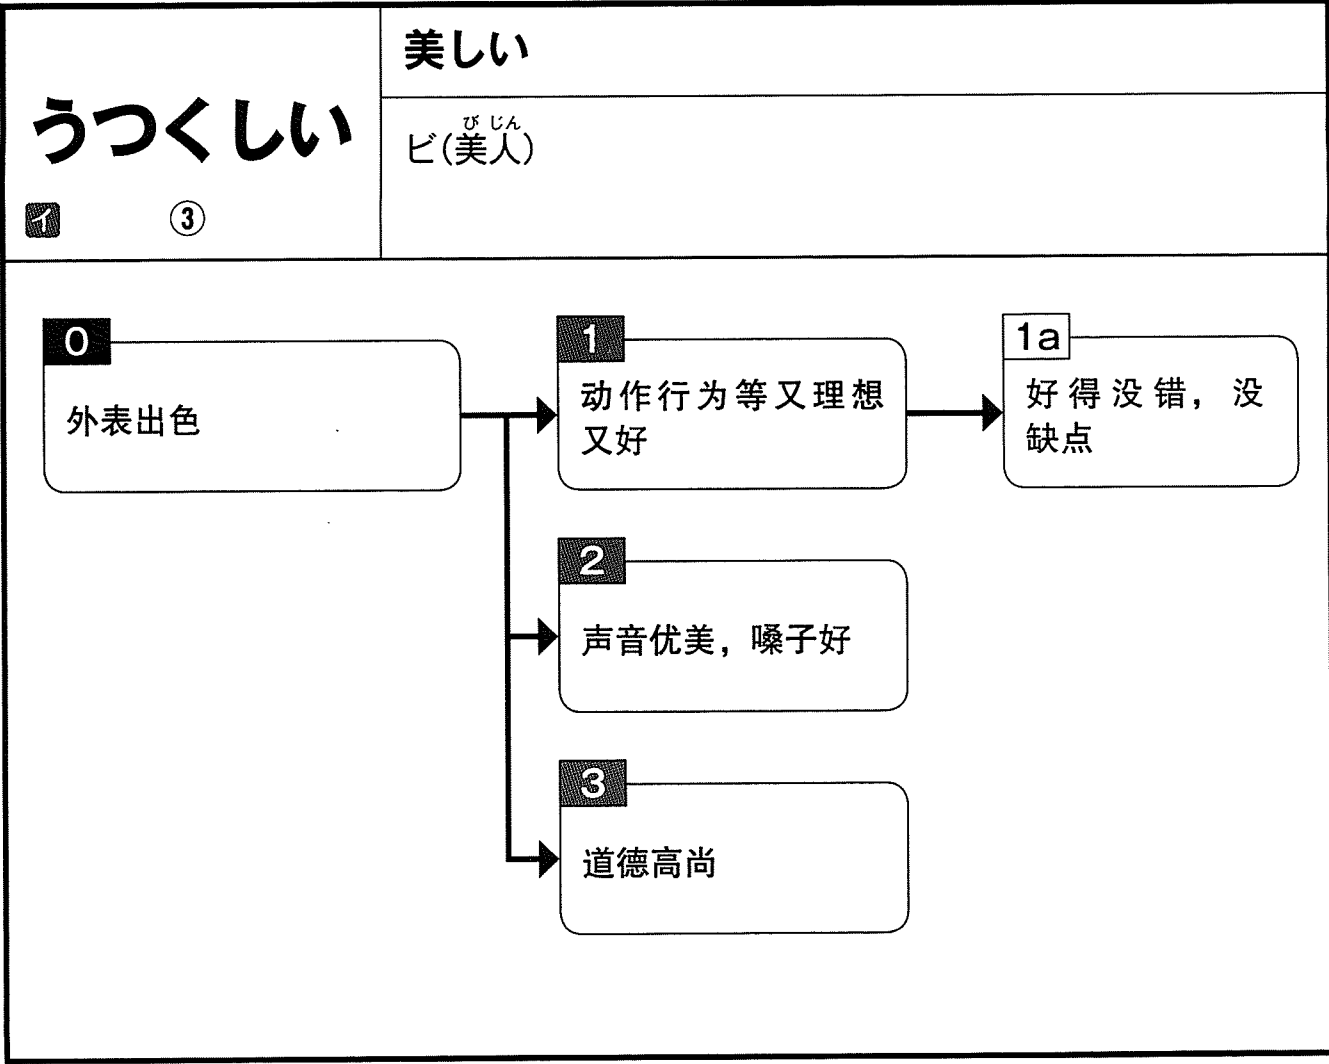 うつくしい
イ ③
美しい
びじん
ビ(美人)
0
外表出色
1
动作行为等又理想
又好
1a
好得没错，没
缺点
2
声音优美，嗓子好
3
道德高尚